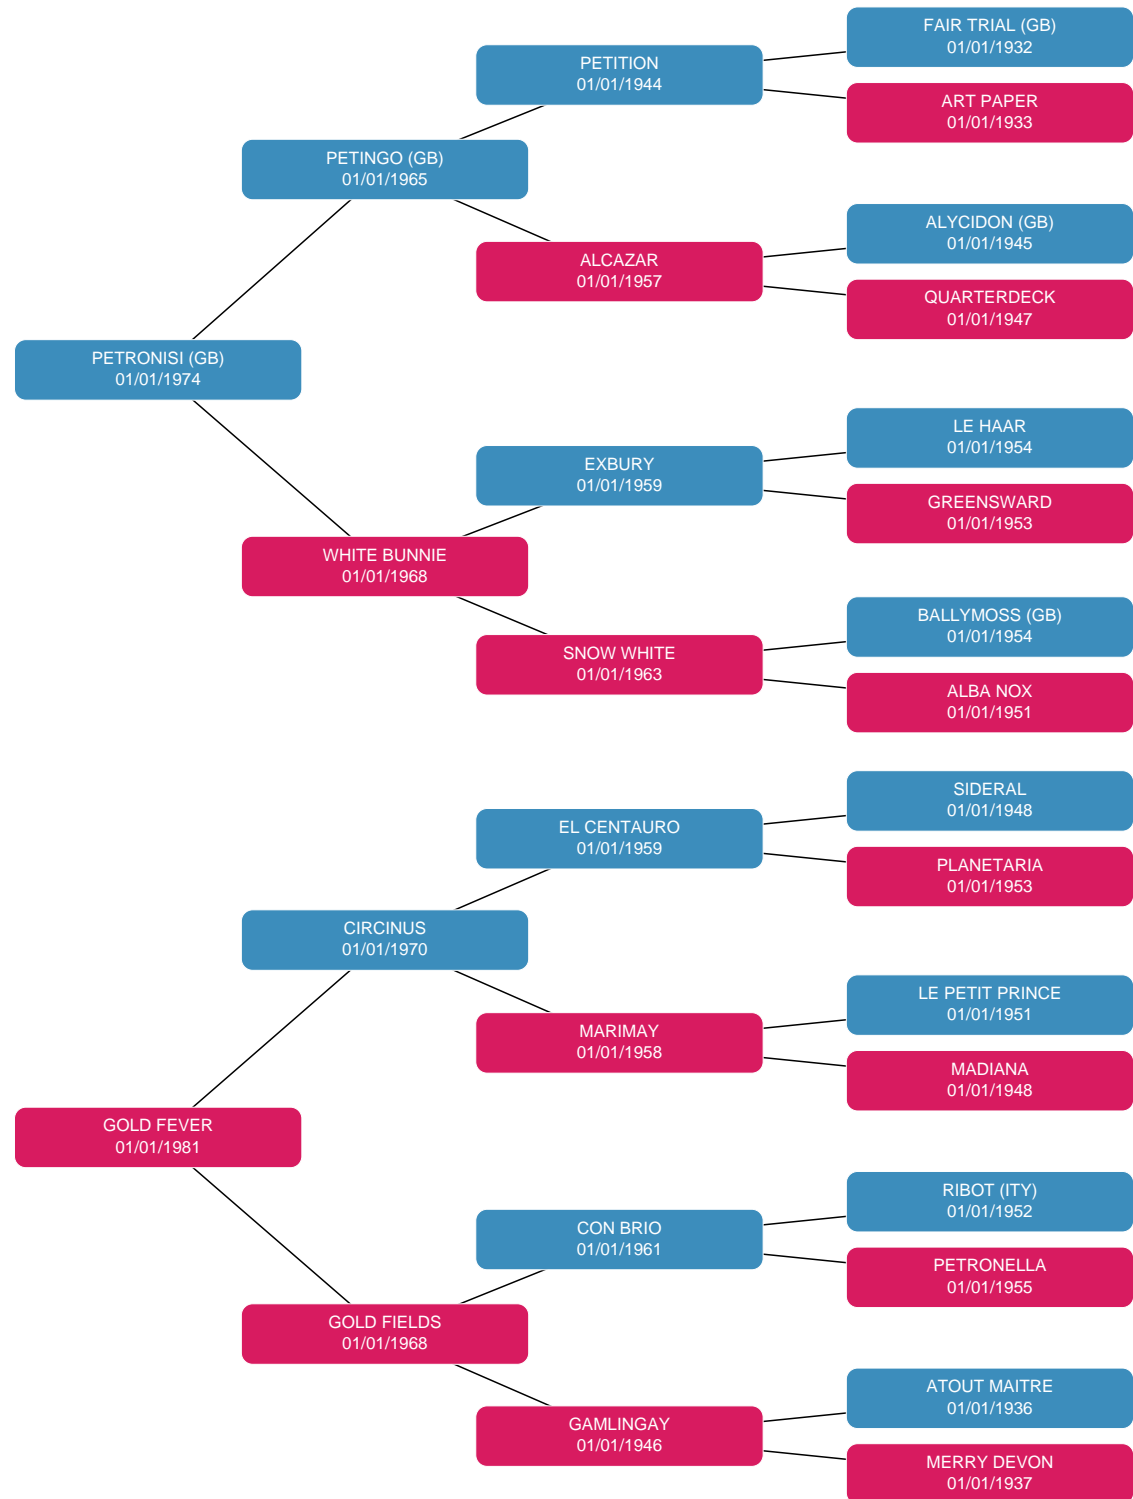 FAIR TRIAL (GB)
01/01/1932
PETITION
01/01/1944
ART PAPER
01/01/1933
PETINGO (GB)
01/01/1965
ALYCIDON (GB)
01/01/1945
ALCAZAR
01/01/1957
QUARTERDECK
01/01/1947
PETRONISI (GB)
01/01/1974
LE HAAR
01/01/1954
EXBURY
01/01/1959
GREENSWARD
01/01/1953
WHITE BUNNIE
01/01/1968
BALLYMOSS (GB)
01/01/1954
SNOW WHITE
01/01/1963
ALBA NOX
01/01/1951
SIDERAL
01/01/1948
EL CENTAURO
01/01/1959
PLANETARIA
01/01/1953
CIRCINUS
01/01/1970
LE PETIT PRINCE
01/01/1951
MARIMAY
01/01/1958
MADIANA
01/01/1948
GOLD FEVER
01/01/1981
RIBOT (ITY)
01/01/1952
CON BRIO
01/01/1961
PETRONELLA
01/01/1955
GOLD FIELDS
01/01/1968
ATOUT MAITRE
01/01/1936
GAMLINGAY
01/01/1946
MERRY DEVON
01/01/1937